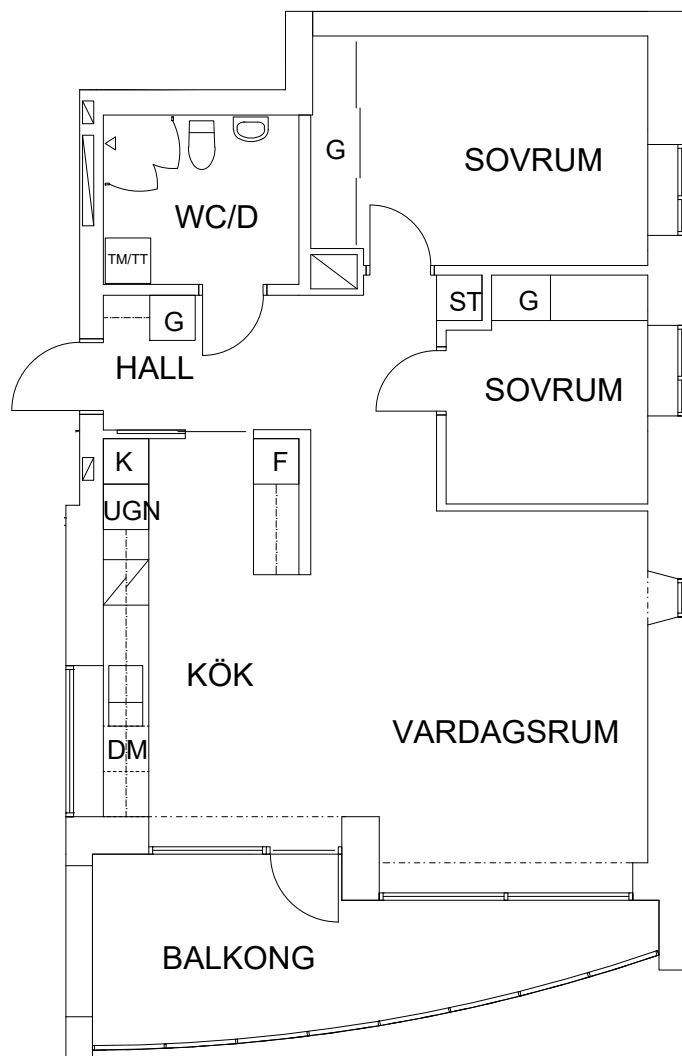 G
SOVRUM
WC/D
TM/TT
ST
G
G
HALL
SOVRUM
K
F
UGN
KÖK
VARDAGSRUM
DM
BALKONG